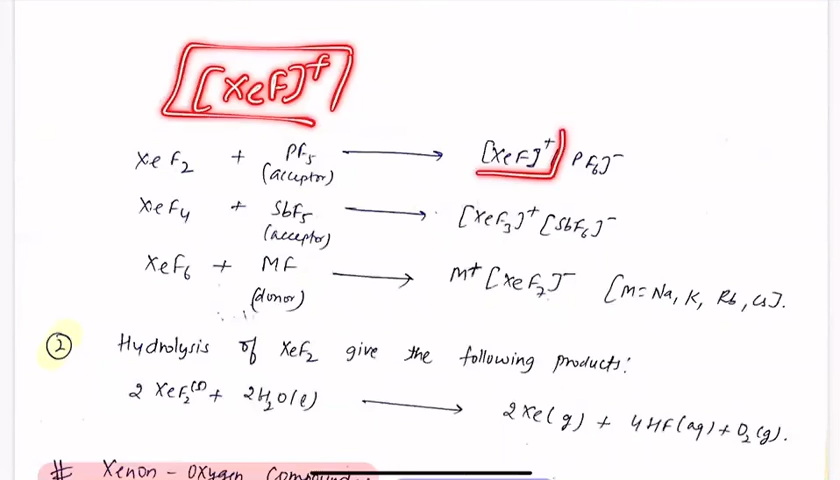 [XeF]⁺
XeF₂ + PF₅ ⟶ [XeF]⁺ PF₆]⁻
(acceptor)
XeF₄ + SbF₅ ⟶ [XeF₃]⁺ [SbF₆]⁻
(acceptor)
XeF₆ + MF ⟶ M⁺ [XeF₇]⁻ [M= Na, K, Rb, Cs].
(donor)
② Hydrolysis of XeF₂ give the following products:
2 XeF₂(s) + 2H₂O(l) ⟶ 2Xe(g) + 4HF(aq) + O₂(g).
# Xenon - oxygen compound